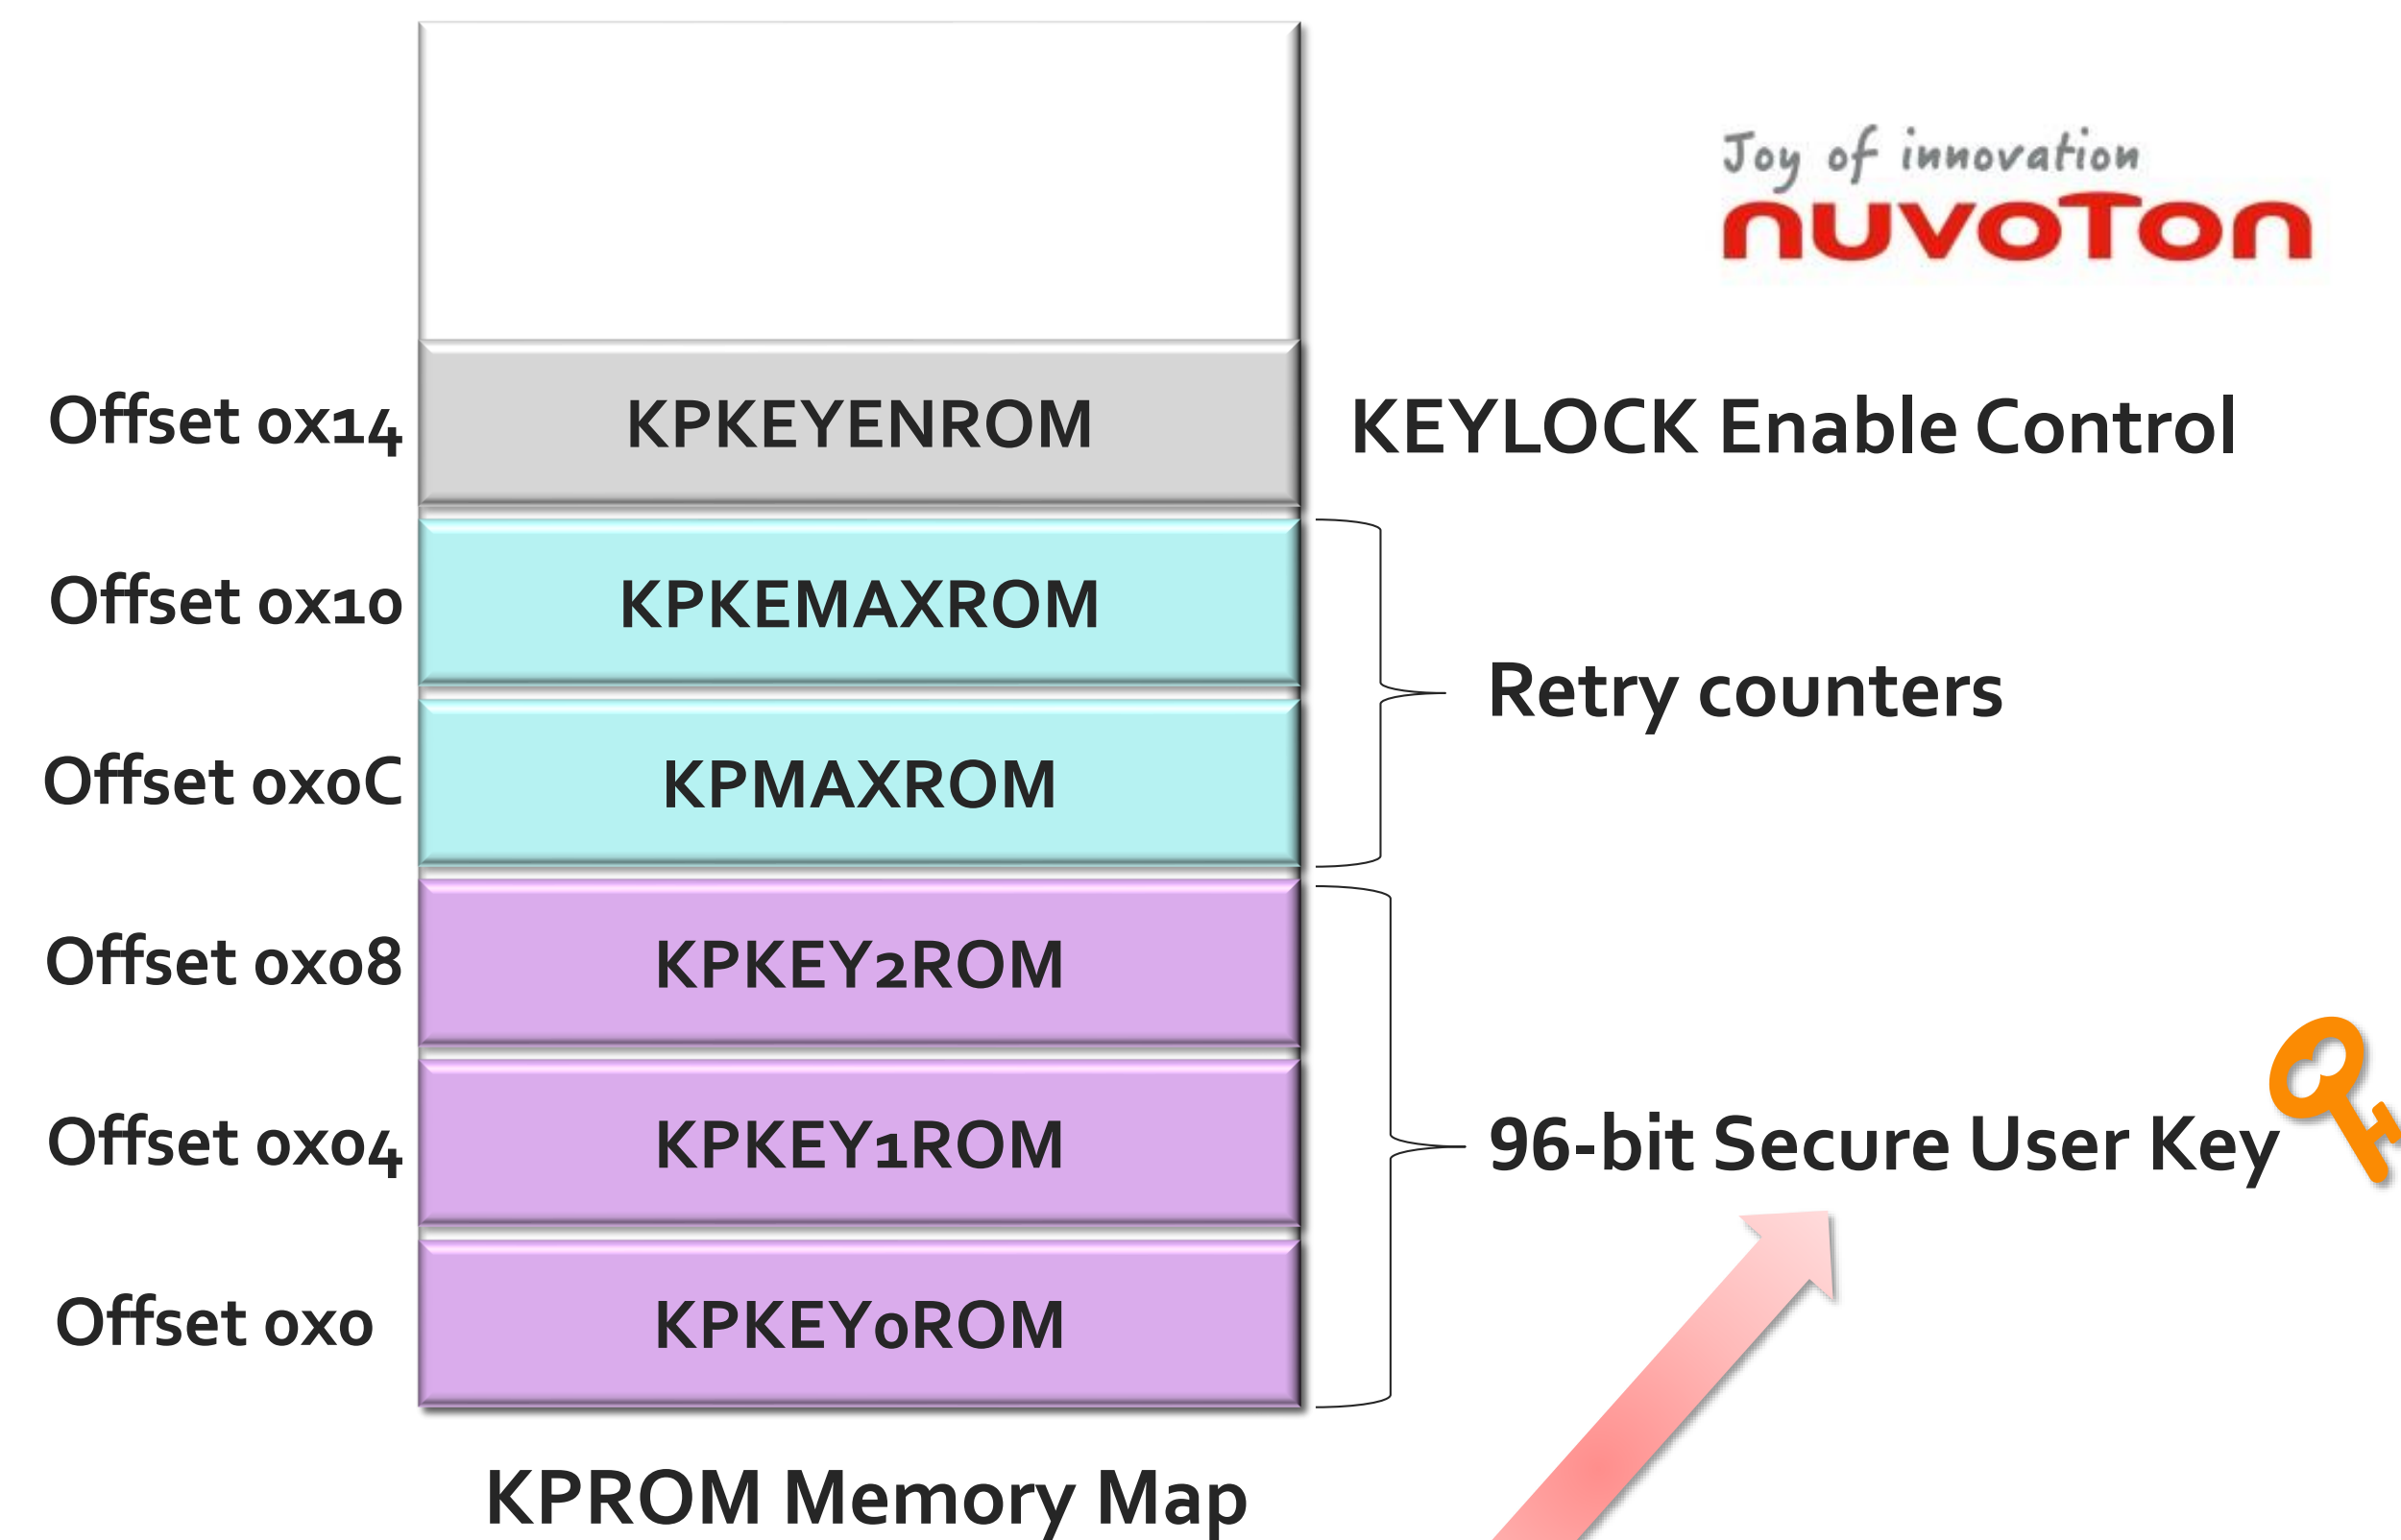 Joy of innovation
nuvoTon
Offset 0x14 KPKEYENROM KEYLOCK Enable Control
Offset 0x10 KPKEMAXROM
Retry counters
Offset 0x0C KPMAXROM
Offset 0x08 KPKEY2ROM
Offset 0x04 KPKEY1ROM 96-bit Secure User Key
Offset 0x0 KPKEY0ROM
KPROM Memory Map